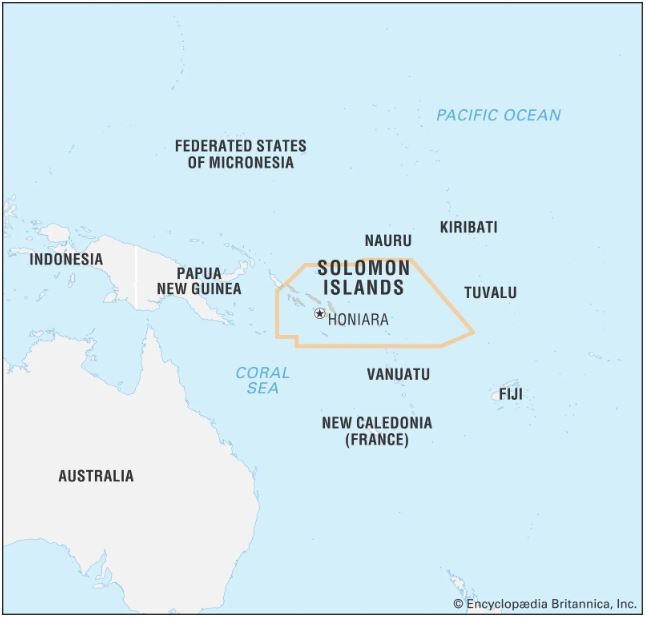 PACIFIC OCEAN
FEDERATED STATES
OF MICRONESIA
KIRIBATI
NAURU
INDONESIA
SOLOMON
ISLANDS
PAPUA
NEW GUINEA
TUVALU
HONIARA
CORAL
SEA
VANUATU
FIJI
NEW CALEDONIA
(FRANCE)
AUSTRALIA
© Encyclopædia Britannica, Inc.